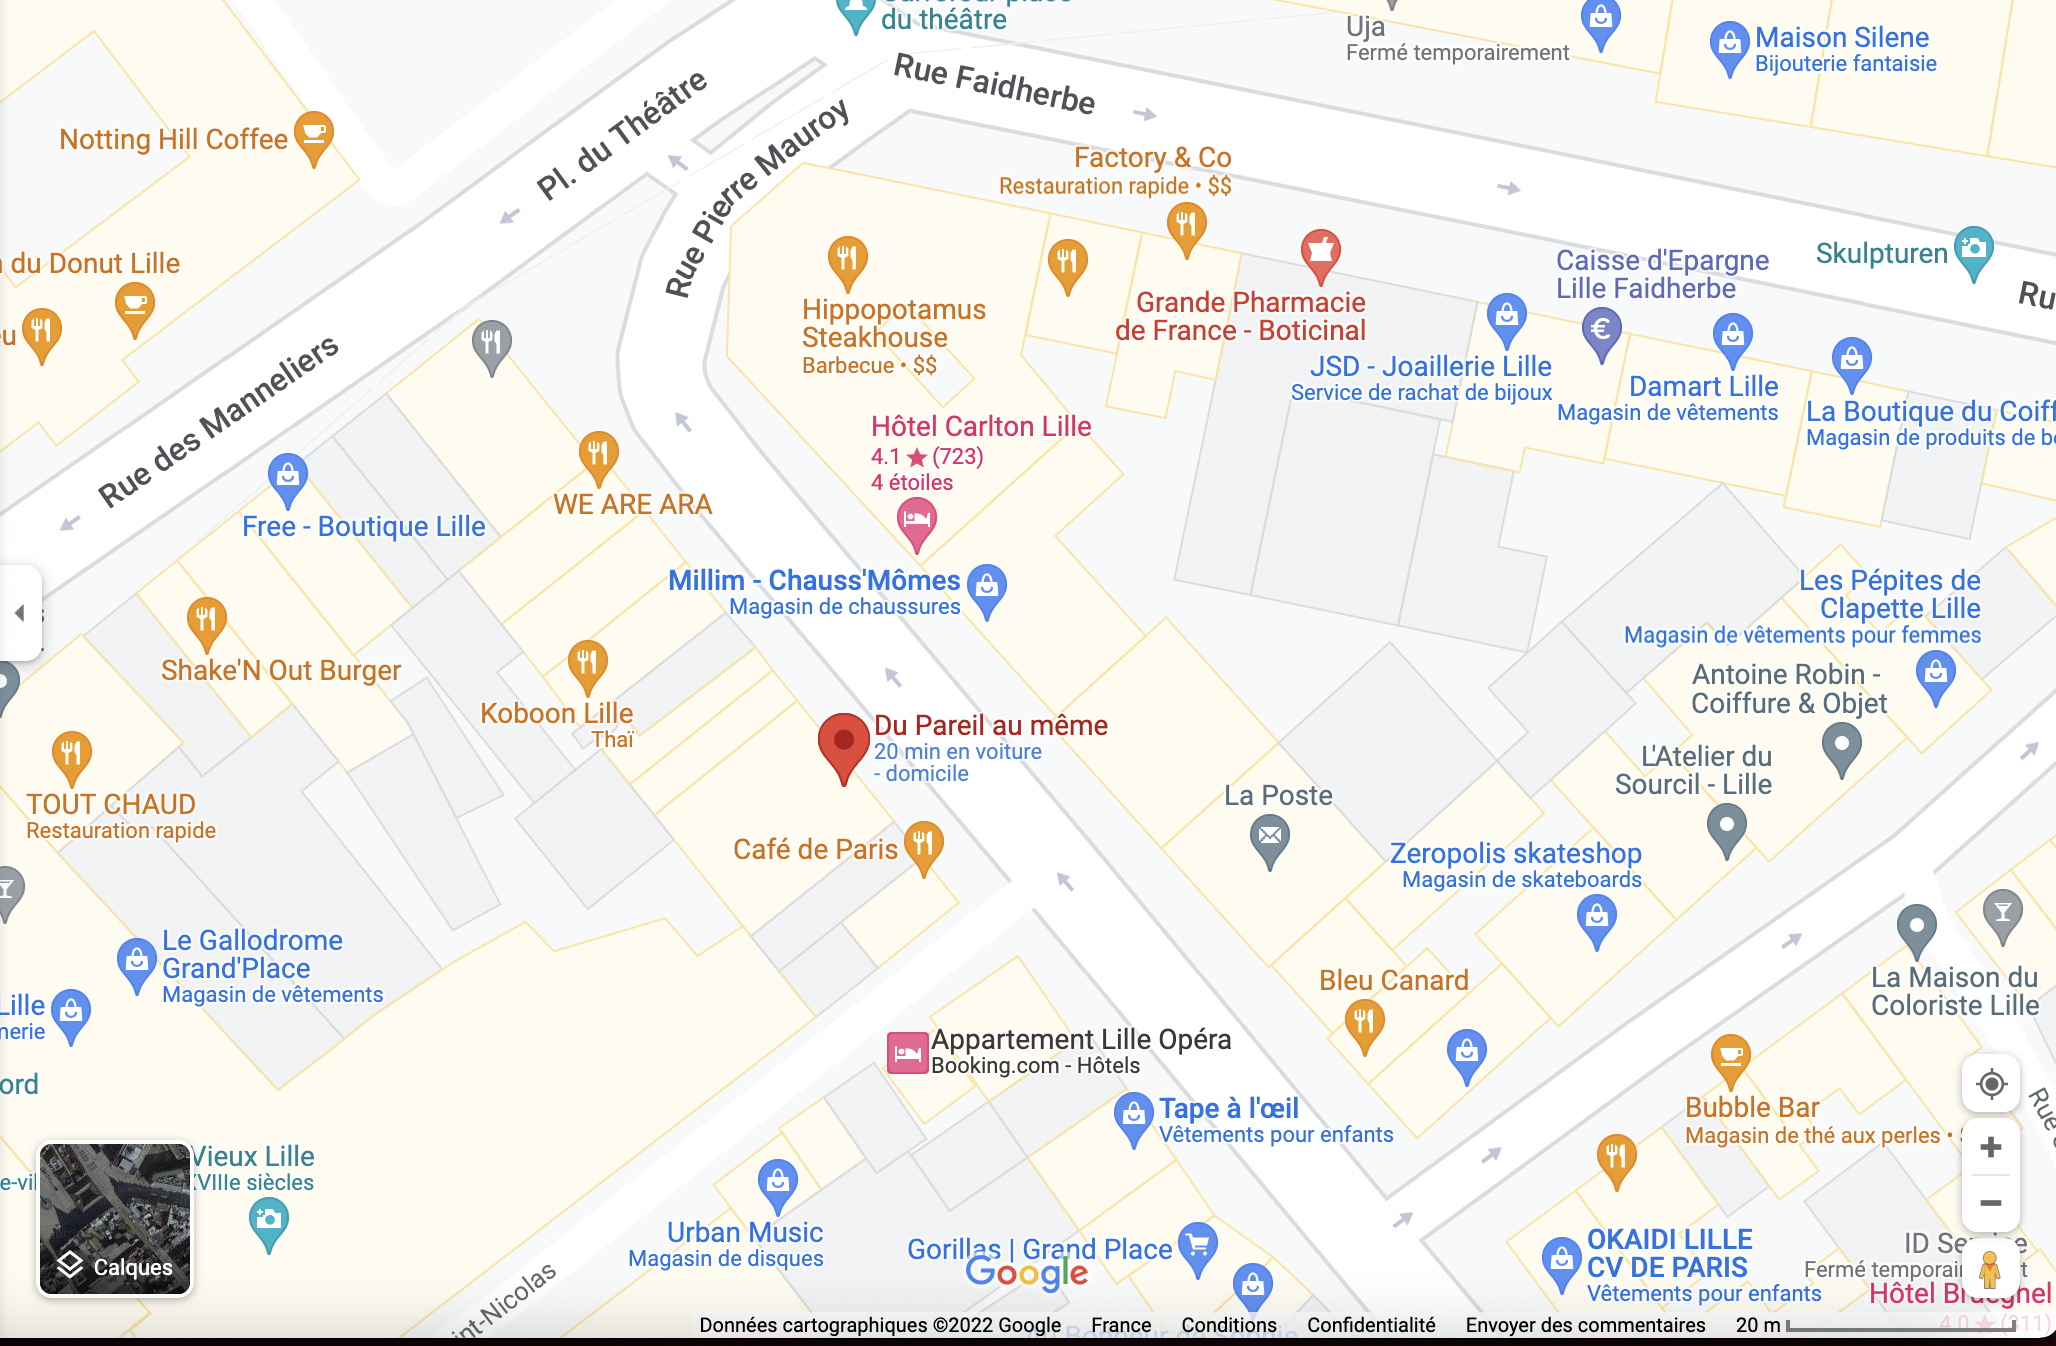 du théâtre
Uja
Fermé temporairement
Maison Silene
Bijouterie fantaisie
Rue Faidherbe
Pl. du Théâtre
Rue Pierre Mauroy
Notting Hill Coffee
Factory & Co
Restauration rapide • $$
du Donut Lille
Hippopotamus
Steakhouse
Barbecue • $$
Grande Pharmacie
de France - Boticinal
Caisse d'Epargne
Lille Faidherbe
Skulpturen
Ru
JSD - Joaillerie Lille
Service de rachat de bijoux
Damart Lille
Magasin de vêtements
La Boutique du Coiff
Magasin de produits de be
Rue des Manneliers
Hôtel Carlton Lille
4.1 ★ (723)
4 étoiles
WE ARE ARA
Free - Boutique Lille
Millim - Chauss'Mômes
Magasin de chaussures
Les Pépites de
Clapette Lille
Magasin de vêtements pour femmes
Shake'N Out Burger
Antoine Robin -
Coiffure & Objet
Koboon Lille
Thaï
Du Pareil au même
20 min en voiture
- domicile
L'Atelier du
Sourcil - Lille
TOUT CHAUD
Restauration rapide
La Poste
Café de Paris
Zeropolis skateshop
Magasin de skateboards
Le Gallodrome
Grand'Place
Magasin de vêtements
Bleu Canard
La Maison du
Coloriste Lille
Lille
merie
Appartement Lille Opéra
Booking.com - Hôtels
ord
Tape à l'œil
Vêtements pour enfants
Bubble Bar
Magasin de thé aux perles •
Rue
Vieux Lille
XVIIIe siècles
e-vil
Calques
Urban Music
Magasin de disques
Gorillas | Grand Place
Google
OKAIDI LILLE
CV DE PARIS
Vêtements pour enfants
ID Service
Fermé temporairement
Hôtel Brueghel
4.0 ★ (311)
int-Nicolas
Données cartographiques ©2022 Google France Conditions Confidentialité Envoyer des commentaires 20 m